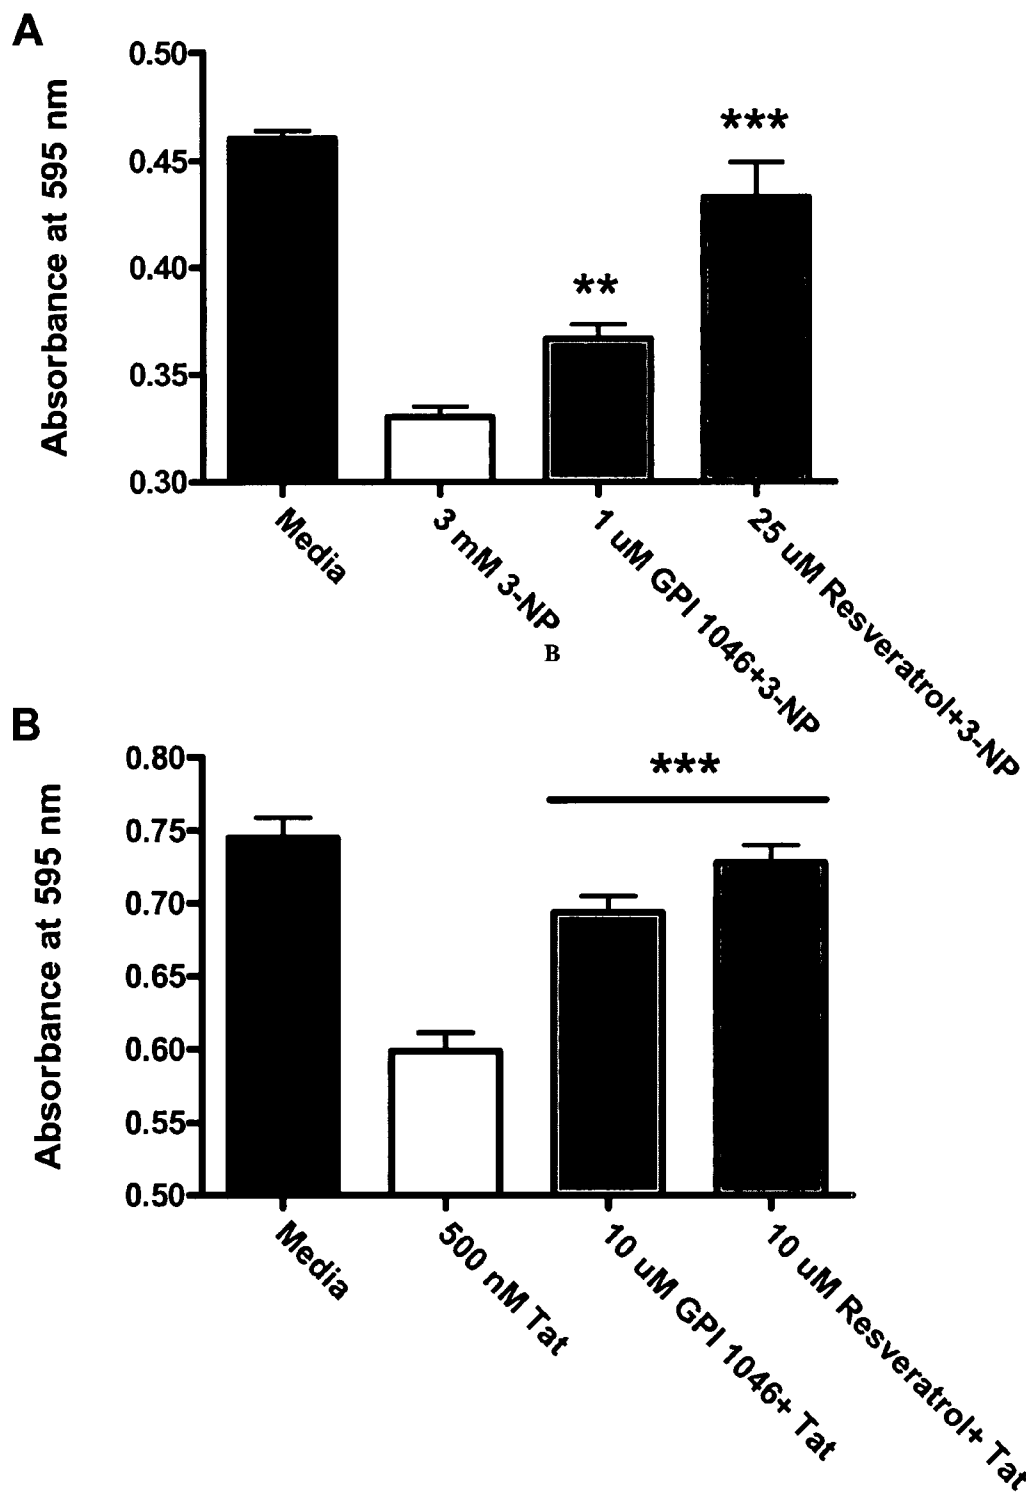 A
Absorbance at 595 nm
0.50
0.45
0.40
0.35
0.30
***
**
Media
3 mM 3-NP
1 uM GPI 1046+3-NP
25 uM Resveratrol+3-NP
B
B
Absorbance at 595 nm
0.80
0.75
0.70
0.65
0.60
0.55
0.50
***
Media
500 nM Tat
10 uM GPI 1046+ Tat
10 uM Resveratrol+ Tat